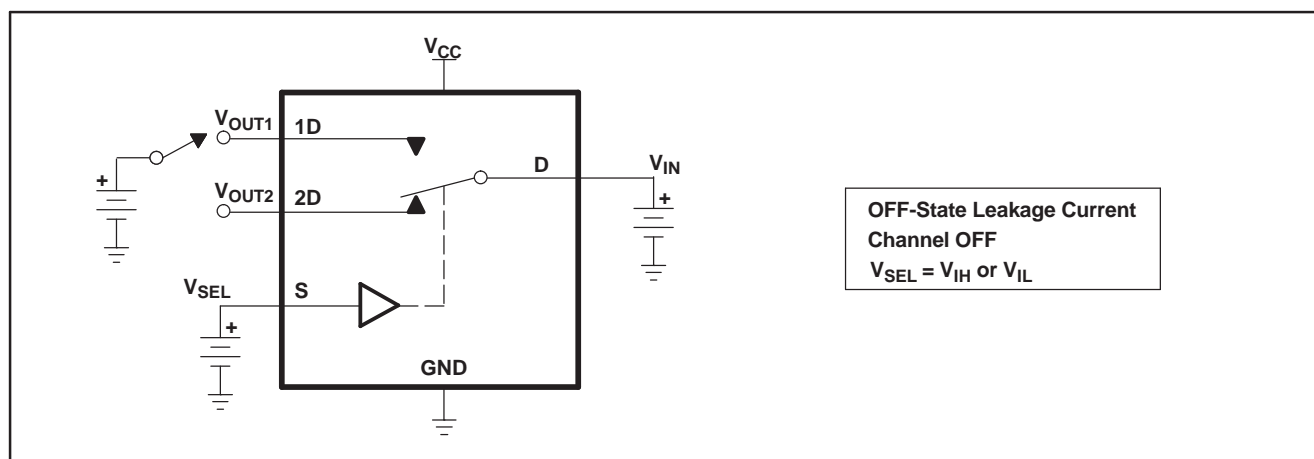 VCC
VOUT1 1D
D VIN
+
VOUT2 2D
+
VSEL S
+
GND
OFF-State Leakage Current
Channel OFF
VSEL = VIH or VIL